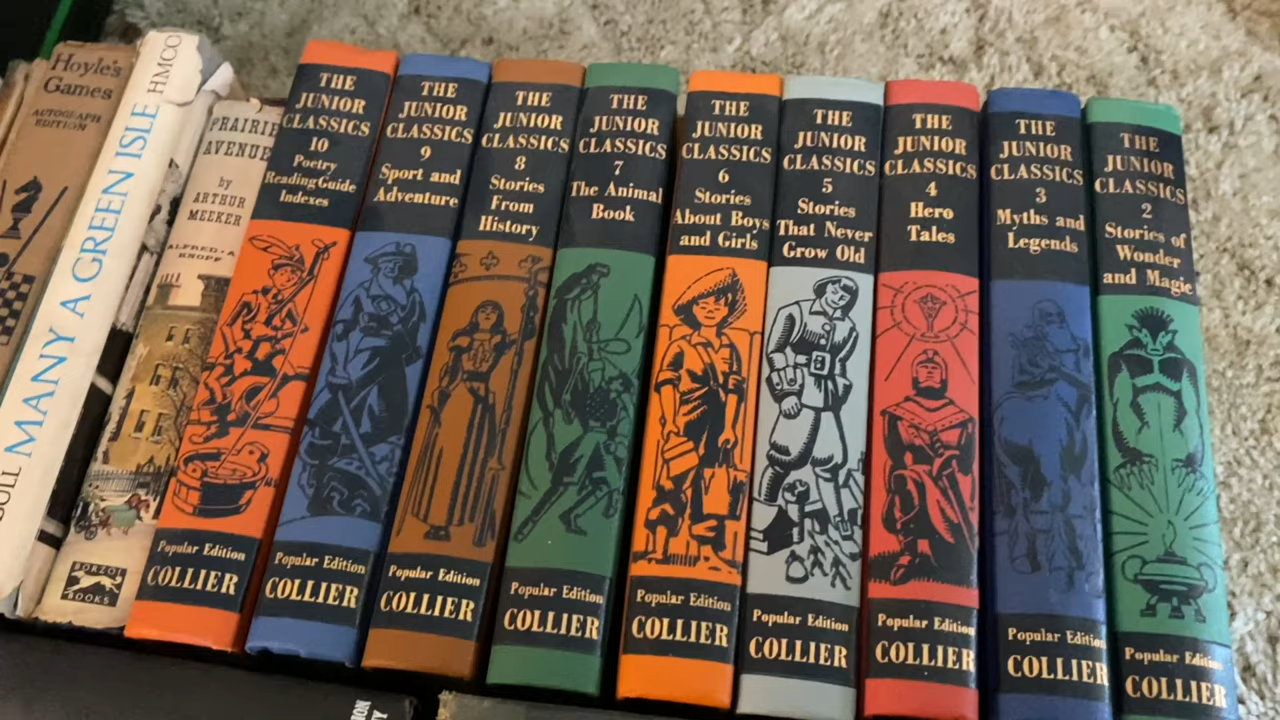 Hoyle's
Games
AUTOGRAPH
EDITION
MANY A GREEN ISLE
HMCO
PRAIRIE
AVENUE
by
ARTHUR
MEEKER
ALFRED · A
KNOPF
BORZOI
BOOKS
THE
JUNIOR
CLASSICS
10
Poetry
Reading Guide
Indexes
Popular Edition
COLLIER
THE
JUNIOR
CLASSICS
9
Sport and
Adventure
Popular Edition
COLLIER
THE
JUNIOR
CLASSICS
8
Stories
From
History
Popular Edition
COLLIER
THE
JUNIOR
CLASSICS
7
The Animal
Book
Popular Edition
COLLIER
THE
JUNIOR
CLASSICS
6
Stories
About Boys
and Girls
Popular Edition
COLLIER
THE
JUNIOR
CLASSICS
5
Stories
That Never
Grow Old
Popular Edition
COLLIER
THE
JUNIOR
CLASSICS
4
Hero
Tales
Popular Edition
COLLIER
THE
JUNIOR
CLASSICS
3
Myths and
Legends
Popular Edition
COLLIER
THE
JUNIOR
CLASSICS
2
Stories of
Wonder
and Magic
Popular Edition
COLLIER